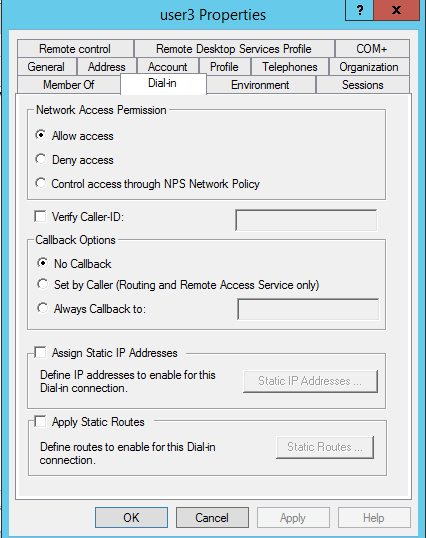 user3 Properties
? x
Remote control Remote Desktop Services Profile COM+
General Address Account Profile Telephones Organization
Member Of Dial-in Environment Sessions
Network Access Permission
Allow access
Deny access
Control access through NPS Network Policy
Verify Caller-ID:
Callback Options
No Callback
Set by Caller (Routing and Remote Access Service only)
Always Callback to:
Assign Static IP Addresses
Define IP addresses to enable for this
Dial-in connection.
Static IP Addresses ...
Apply Static Routes
Define routes to enable for this Dial-in
connection.
Static Routes ...
OK Cancel Apply Help